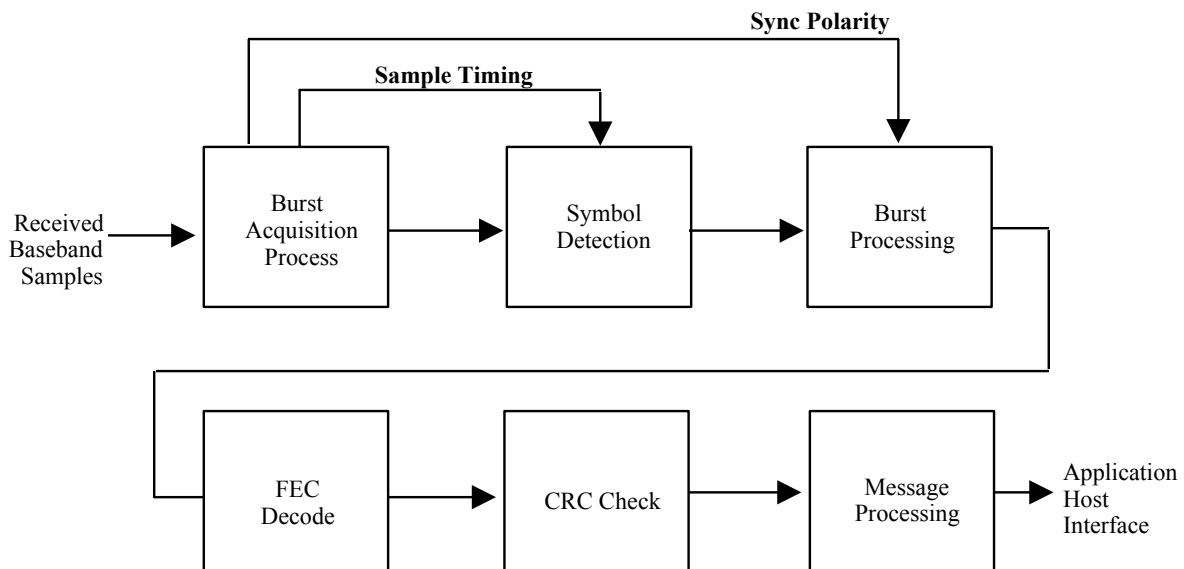 Sync Polarity
Sample Timing
Received
Baseband
Samples
Burst
Acquisition
Process
Symbol
Detection
Burst
Processing
FEC
Decode
CRC Check
Message
Processing
Application
Host
Interface